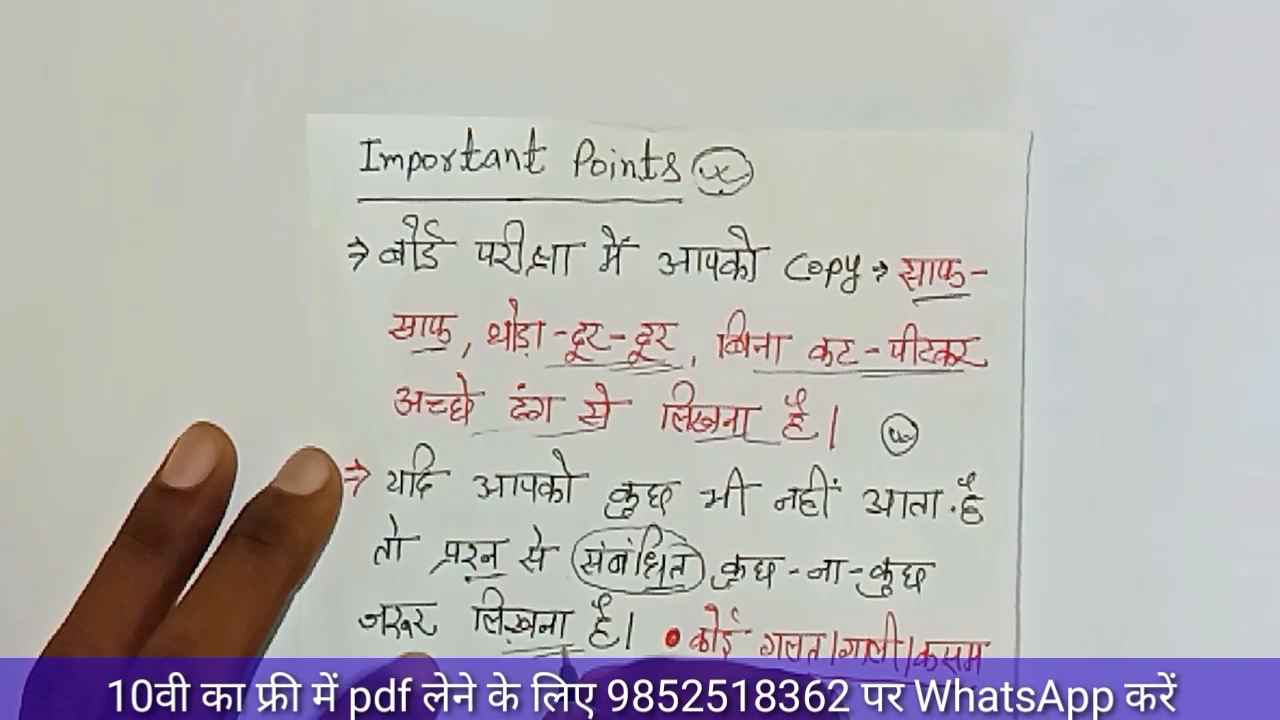 Important Points
⇒ बोर्ड परीक्षा में आपको Copy → साफ-
साफ, थोड़ा-दूर-दूर, बिना कट-पीटकर
अच्छे ढंग से लिखना है।
⇒ यदि आपको कुछ भी नहीं आता है
तो प्रश्न से संबंधित कुछ-ना-कुछ
जरूर लिखना है। • कोई गलत/गाली/कसम
10वी का फ्री में pdf लेने के लिए 9852518362 पर WhatsApp करें